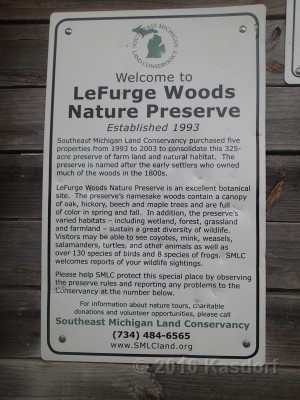 SOUTHEAST MICHIGAN
LAND CONSERVANCY
Welcome to
LeFurge Woods
Nature Preserve
Established 1993
Southeast Michigan Land Conservancy purchased five
properties from 1993 to 2003 to consolidate this 325-
acre preserve of farm land and natural habitat. The
preserve is named after the early settlers who owned
much of the woods in the 1800s.
LeFurge Woods Nature Preserve is an excellent botanical
site. The preserve's namesake woods contain a canopy
of oak, hickory, beech and maple trees and are full
of color in spring and fall. In addition, the preserve's
varied habitats – including wetland, forest, grassland
and farmland – sustain a great diversity of wildlife.
Visitors may be able to see coyotes, mink, weasels,
salamanders, turtles, and other animals as well as
over 130 species of birds and 8 species of frogs. SMLC
welcomes reports of your wildlife sightings.
Please help SMLC protect this special place by observing
the preserve rules and reporting any problems to the
Conservancy at the number below.
For information about nature tours, charitable
donations and volunteer opportunities, please call
Southeast Michigan Land Conservancy
(734) 484-6565
www.SMLCland.org
© 2016 Kasdorf